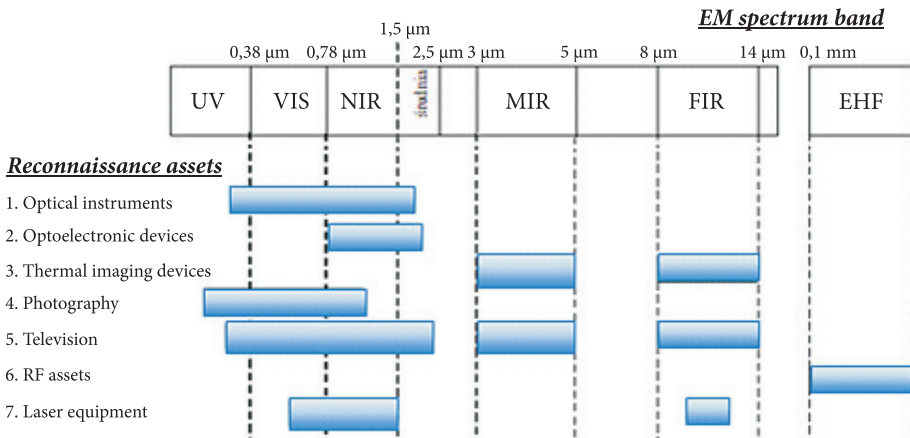 EM spectrum band
1,5 µm
0,38 µm 0,78 µm 2,5 µm 3 µm 5 µm 8 µm 14 µm 0,1 mm
UV VIS NIR MIR FIR EHF
Reconnaissance assets
1. Optical instruments
2. Optoelectronic devices
3. Thermal imaging devices
4. Photography
5. Television
6. RF assets
7. Laser equipment